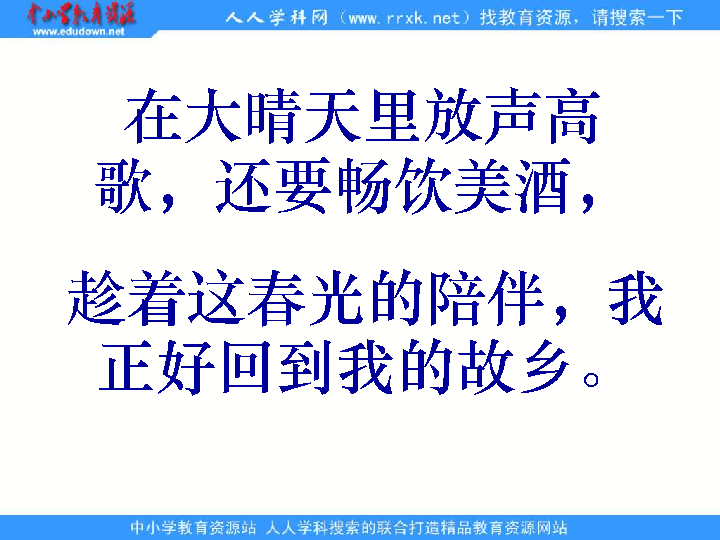 中小学教育资源
www.edudown.net
人人学科网（www.rrxk.net）找教育资源，请搜索一下
在大晴天里放声高
歌，还要畅饮美酒，
趁着这春光的陪伴，我
正好回到我的故乡。
中小学教育资源站 人人学科搜索的联合打造精品教育资源网站